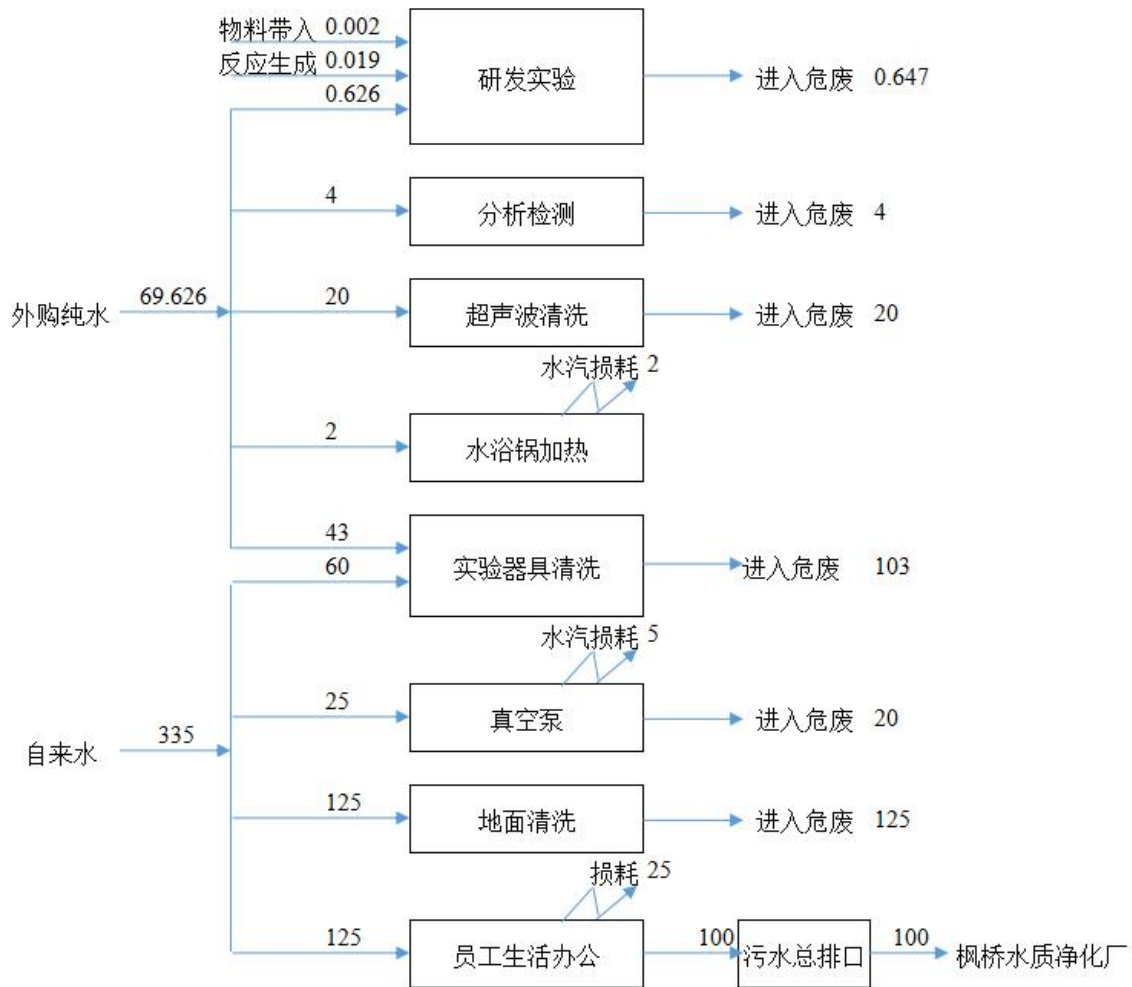 物料带入 0.002
反应生成 0.019
0.626
研发实验
进入危废 0.647
4
分析检测
进入危废 4
外购纯水
69.626
20
超声波清洗
进入危废 20
水汽损耗 2
2
水浴锅加热
43
60
实验器具清洗
进入危废 103
水汽损耗 5
25
真空泵
进入危废 20
自来水
335
125
地面清洗
进入危废 125
损耗 25
125
员工生活办公
100
污水总排口
100
枫桥水质净化厂